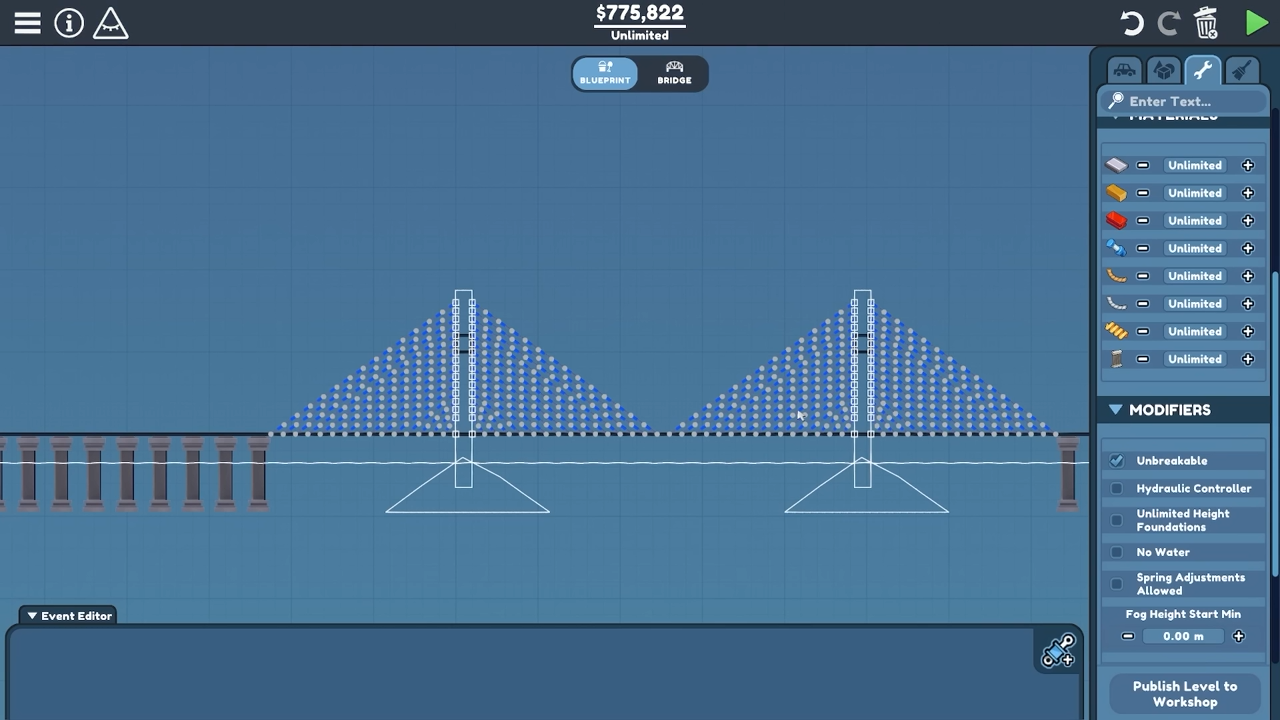 $775,822
Unlimited
BLUEPRINT
BRIDGE
Enter Text...
MATERIALS
Unlimited
Unlimited
Unlimited
Unlimited
Unlimited
Unlimited
Unlimited
Unlimited
MODIFIERS
Unbreakable
Hydraulic Controller
Unlimited Height
Foundations
No Water
Spring Adjustments
Allowed
Fog Height Start Min
0.00 m
Event Editor
Publish Level to
Workshop